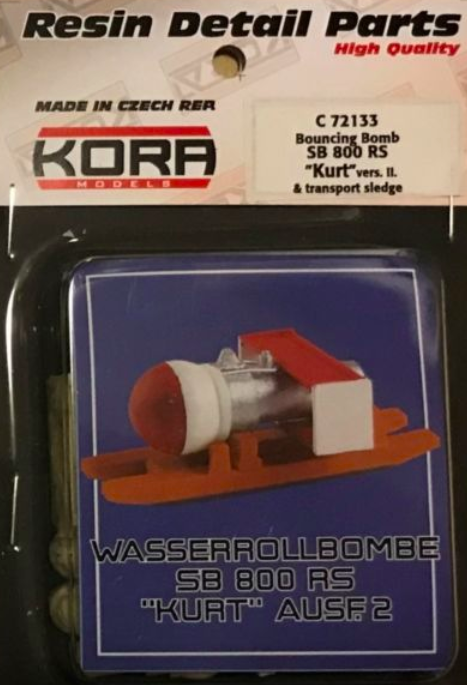 Resin Detail Parts
High Quality
MADE IN CZECH REP.
KORA
MODELS
C 72133
Bouncing Bomb
SB 800 RS
"Kurt" vers. II.
& transport sledge
WASSERROLLBOMBE
SB 800 RS
"KURT" AUSF.2